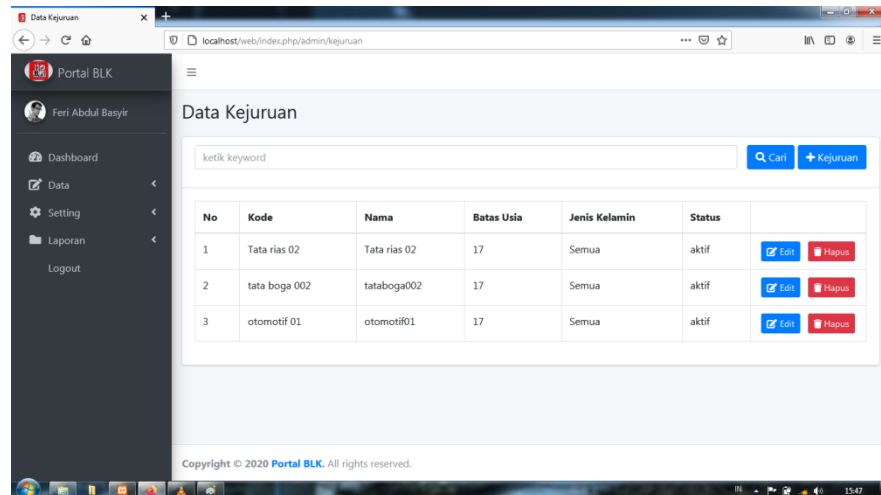 Data Kejuruan
localhost/web/index.php/admin/kejuruan
Portal BLK
Feri Abdul Basyir
Data Kejuruan
Dashboard
ketik keyword
Cari
Kejuruan
Data
Setting
No Kode Nama Batas Usia Jenis Kelamin Status
Laporan
1 Tata rias 02 Tata rias 02 17 Semua aktif Edit Hapus
Logout
2 tata boga 002 tataboga002 17 Semua aktif Edit Hapus
3 otomotif 01 otomotif01 17 Semua aktif Edit Hapus
Copyright © 2020 Portal BLK. All rights reserved.
IN 15:47